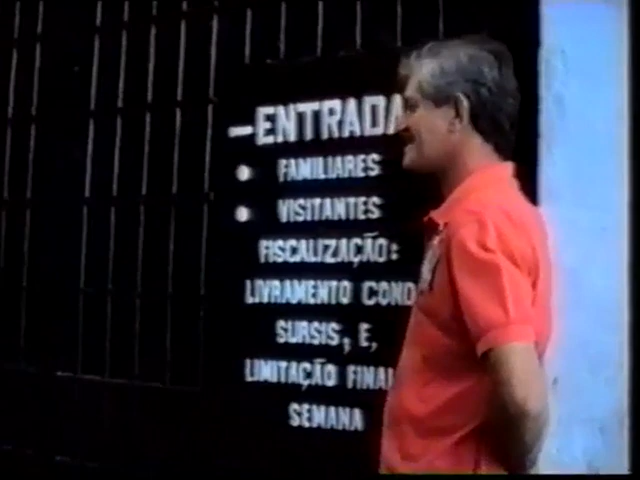 -ENTRADA
• FAMILIARES
• VISITANTES
FISCALIZAÇÃO:
LIVRAMENTO COND
SURSIS, E,
LIMITAÇÃO FINAL
SEMANA